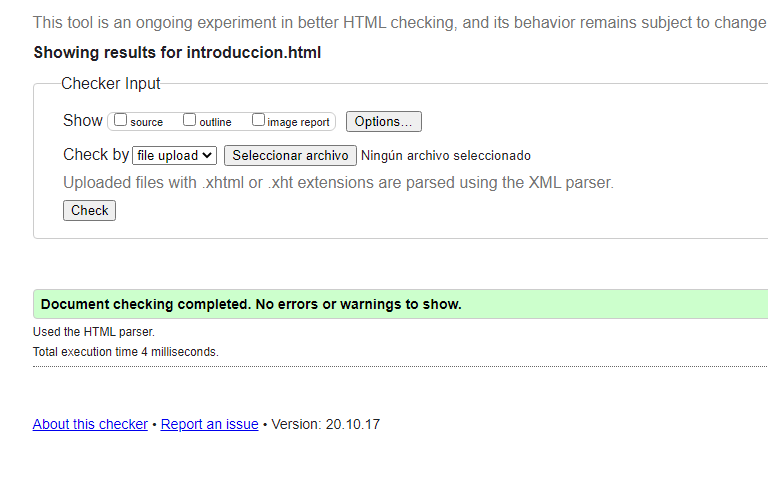 This tool is an ongoing experiment in better HTML checking, and its behavior remains subject to change
Showing results for introduccion.html
Checker Input
Show source outline image report Options...
Check by file upload Seleccionar archivo Ningún archivo seleccionado
Uploaded files with .xhtml or .xht extensions are parsed using the XML parser.
Check
Document checking completed. No errors or warnings to show.
Used the HTML parser.
Total execution time 4 milliseconds.
About this checker • Report an issue • Version: 20.10.17